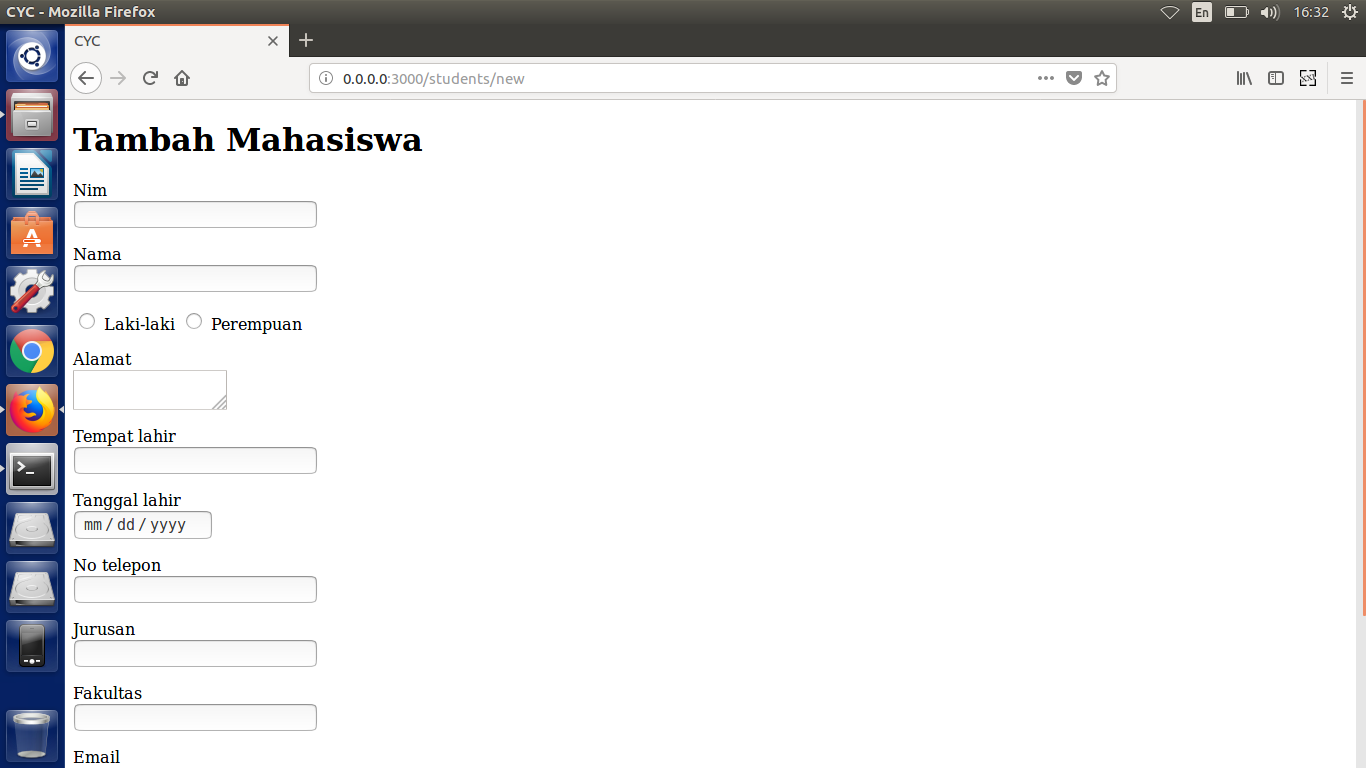 CYC - Mozilla Firefox
En
16:32
CYC
0.0.0.0:3000/students/new
Tambah Mahasiswa
Nim
Nama
Laki-laki Perempuan
Alamat
Tempat lahir
Tanggal lahir
mm / dd / yyyy
No telepon
Jurusan
Fakultas
Email